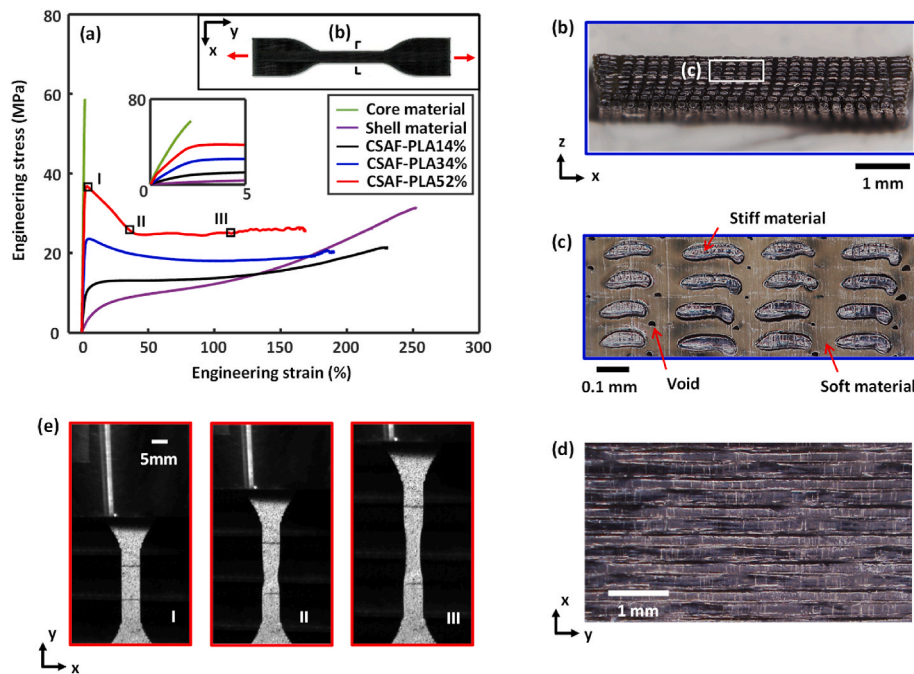 (a)
Engineering stress (MPa)
80
60
40
20
0
0
50
100
150
200
250
300
Engineering strain (%)
y
x
(b)
80
0
5
Core material
Shell material
CSAF-PLA14%
CSAF-PLA34%
CSAF-PLA52%
I
II
III
(b)
(c)
z
x
1 mm
(c)
Stiff material
0.1 mm
Void
Soft material
(e)
5mm
I
II
III
y
x
(d)
1 mm
x
y